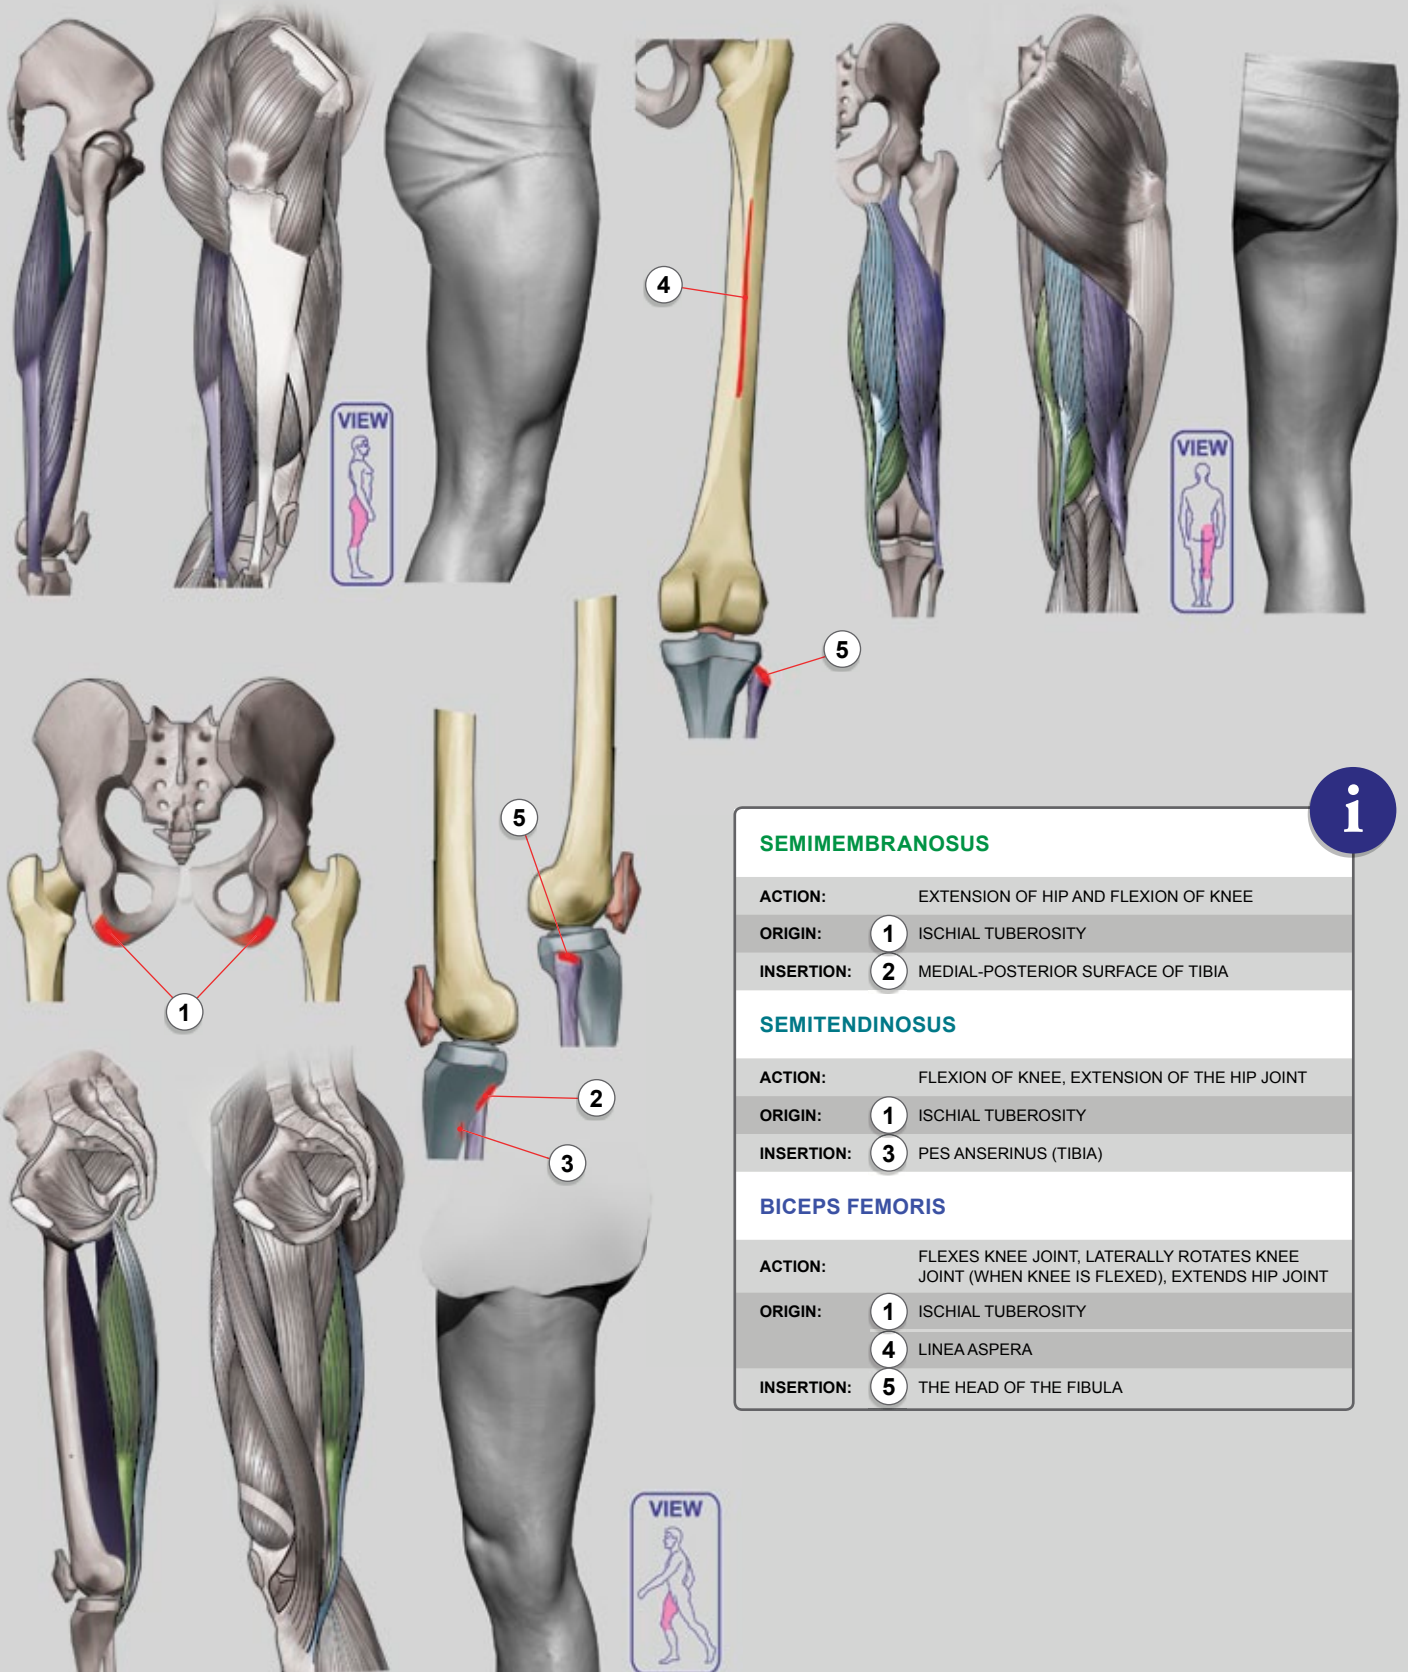 VIEW
4
VIEW
5
5
1
2
3
i
SEMIMEMBRANOSUS
ACTION: EXTENSION OF HIP AND FLEXION OF KNEE
ORIGIN: 1 ISCHIAL TUBEROSITY
INSERTION: 2 MEDIAL-POSTERIOR SURFACE OF TIBIA
SEMITENDINOSUS
ACTION: FLEXION OF KNEE, EXTENSION OF THE HIP JOINT
ORIGIN: 1 ISCHIAL TUBEROSITY
INSERTION: 3 PES ANSERINUS (TIBIA)
BICEPS FEMORIS
ACTION: FLEXES KNEE JOINT, LATERALLY ROTATES KNEE
JOINT (WHEN KNEE IS FLEXED), EXTENDS HIP JOINT
ORIGIN: 1 ISCHIAL TUBEROSITY
4 LINEA ASPERA
INSERTION: 5 THE HEAD OF THE FIBULA
VIEW